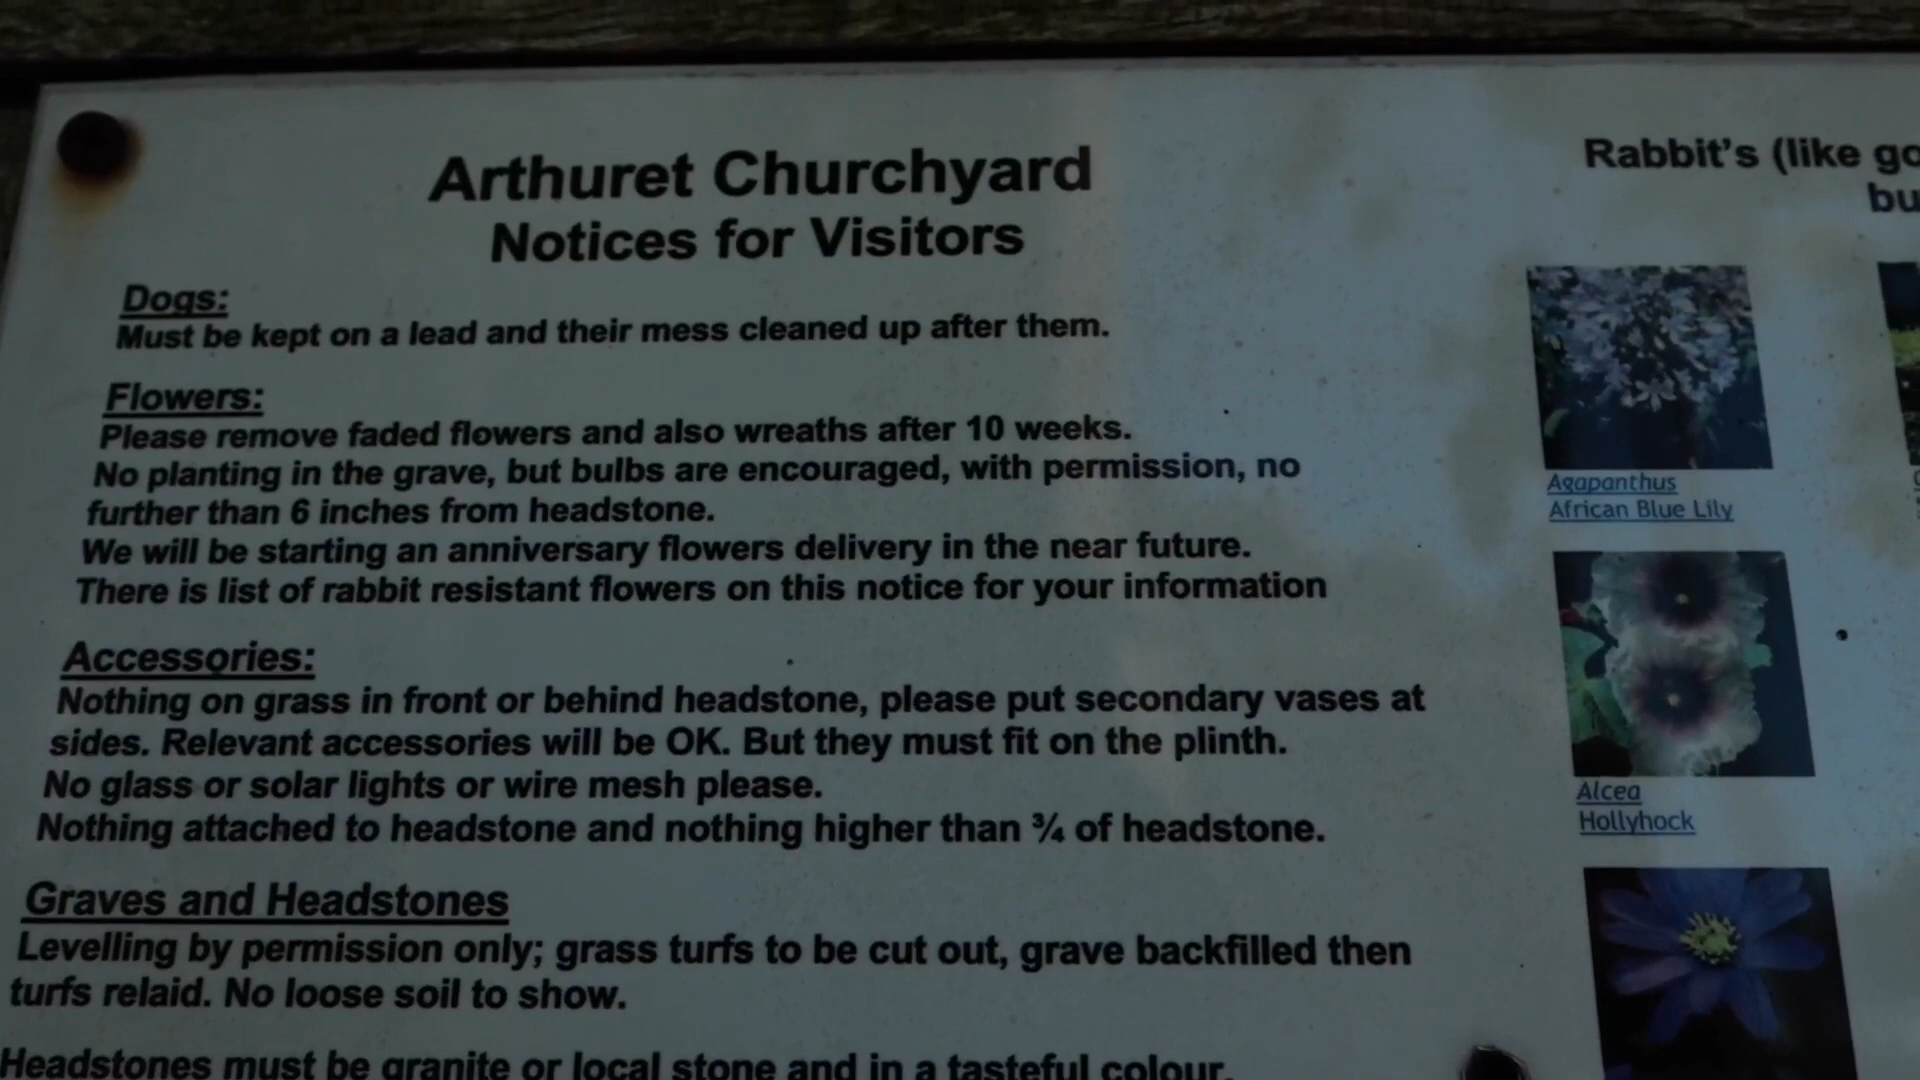 Arthuret Churchyard
Notices for Visitors
Dogs:
Must be kept on a lead and their mess cleaned up after them.
Flowers:
Please remove faded flowers and also wreaths after 10 weeks.
No planting in the grave, but bulbs are encouraged, with permission, no
further than 6 inches from headstone.
We will be starting an anniversary flowers delivery in the near future.
There is list of rabbit resistant flowers on this notice for your information
Accessories:
Nothing on grass in front or behind headstone, please put secondary vases at
sides. Relevant accessories will be OK. But they must fit on the plinth.
No glass or solar lights or wire mesh please.
Nothing attached to headstone and nothing higher than ¾ of headstone.
Graves and Headstones
Levelling by permission only; grass turfs to be cut out, grave backfilled then
turfs relaid. No loose soil to show.
Headstones must be granite or local stone and in a tasteful colour.
Rabbit's (like
Agapanthus
African Blue Lily
Alcea
Hollyhock